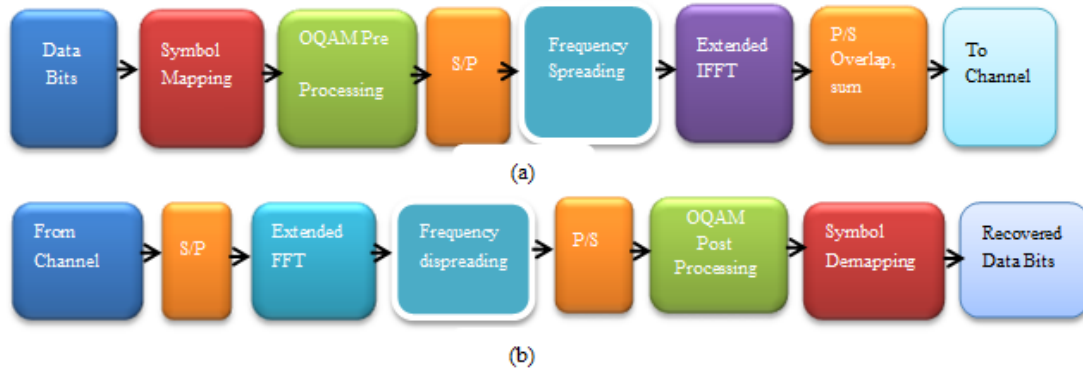 Data
Bits
Symbol
Mapping
OQAM Pre
Processing
S/P
Frequency
Spreading
Extended
IFFT
P/S
Overlap,
sum
To
Channel
(a)
From
Channel
S/P
Extended
FFT
Frequency
dispreading
P/S
OQAM
Post
Processing
Symbol
Demapping
Recovered
Data Bits
(b)